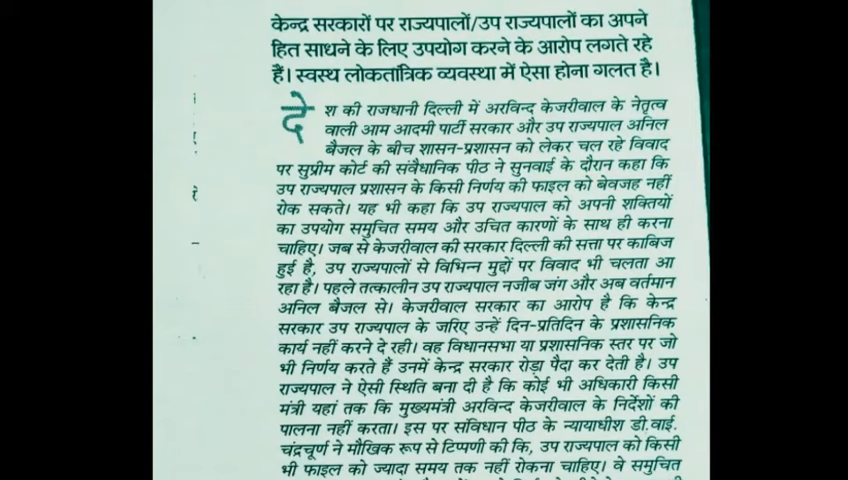 केन्द्र सरकारों पर राज्यपालों/उप राज्यपालों का अपने
हित साधने के लिए उपयोग करने के आरोप लगते रहे
हैं। स्वस्थ लोकतांत्रिक व्यवस्था में ऐसा होना गलत है।
देश की राजधानी दिल्ली में अरविन्द केजरीवाल के नेतृत्व
वाली आम आदमी पार्टी सरकार और उप राज्यपाल अनिल
बैजल के बीच शासन-प्रशासन को लेकर चल रहे विवाद
पर सुप्रीम कोर्ट की संवैधानिक पीठ ने सुनवाई के दौरान कहा कि
उप राज्यपाल प्रशासन के किसी निर्णय की फाइल को बेवजह नहीं
रोक सकते। यह भी कहा कि उप राज्यपाल को अपनी शक्तियों
का उपयोग समुचित समय और उचित कारणों के साथ ही करना
चाहिए। जब से केजरीवाल की सरकार दिल्ली की सत्ता पर काबिज
हुई है, उप राज्यपालों से विभिन्न मुद्दों पर विवाद भी चलता आ
रहा है। पहले तत्कालीन उप राज्यपाल नजीब जंग और अब वर्तमान
अनिल बैजल से। केजरीवाल सरकार का आरोप है कि केन्द्र
सरकार उप राज्यपाल के जरिए उन्हें दिन-प्रतिदिन के प्रशासनिक
कार्य नहीं करने दे रही। वह विधानसभा या प्रशासनिक स्तर पर जो
भी निर्णय करते हैं उनमें केन्द्र सरकार रोड़ा पैदा कर देती है। उप
राज्यपाल ने ऐसी स्थिति बना दी है कि कोई भी अधिकारी किसी
मंत्री यहां तक कि मुख्यमंत्री अरविन्द केजरीवाल के निर्देशों की
पालना नहीं करता। इस पर संविधान पीठ के न्यायाधीश डी.वाई.
चंद्रचूर्ण ने मौखिक रूप से टिप्पणी की कि, उप राज्यपाल को किसी
भी फाइल को ज्यादा समय तक नहीं रोकना चाहिए। वे समुचित